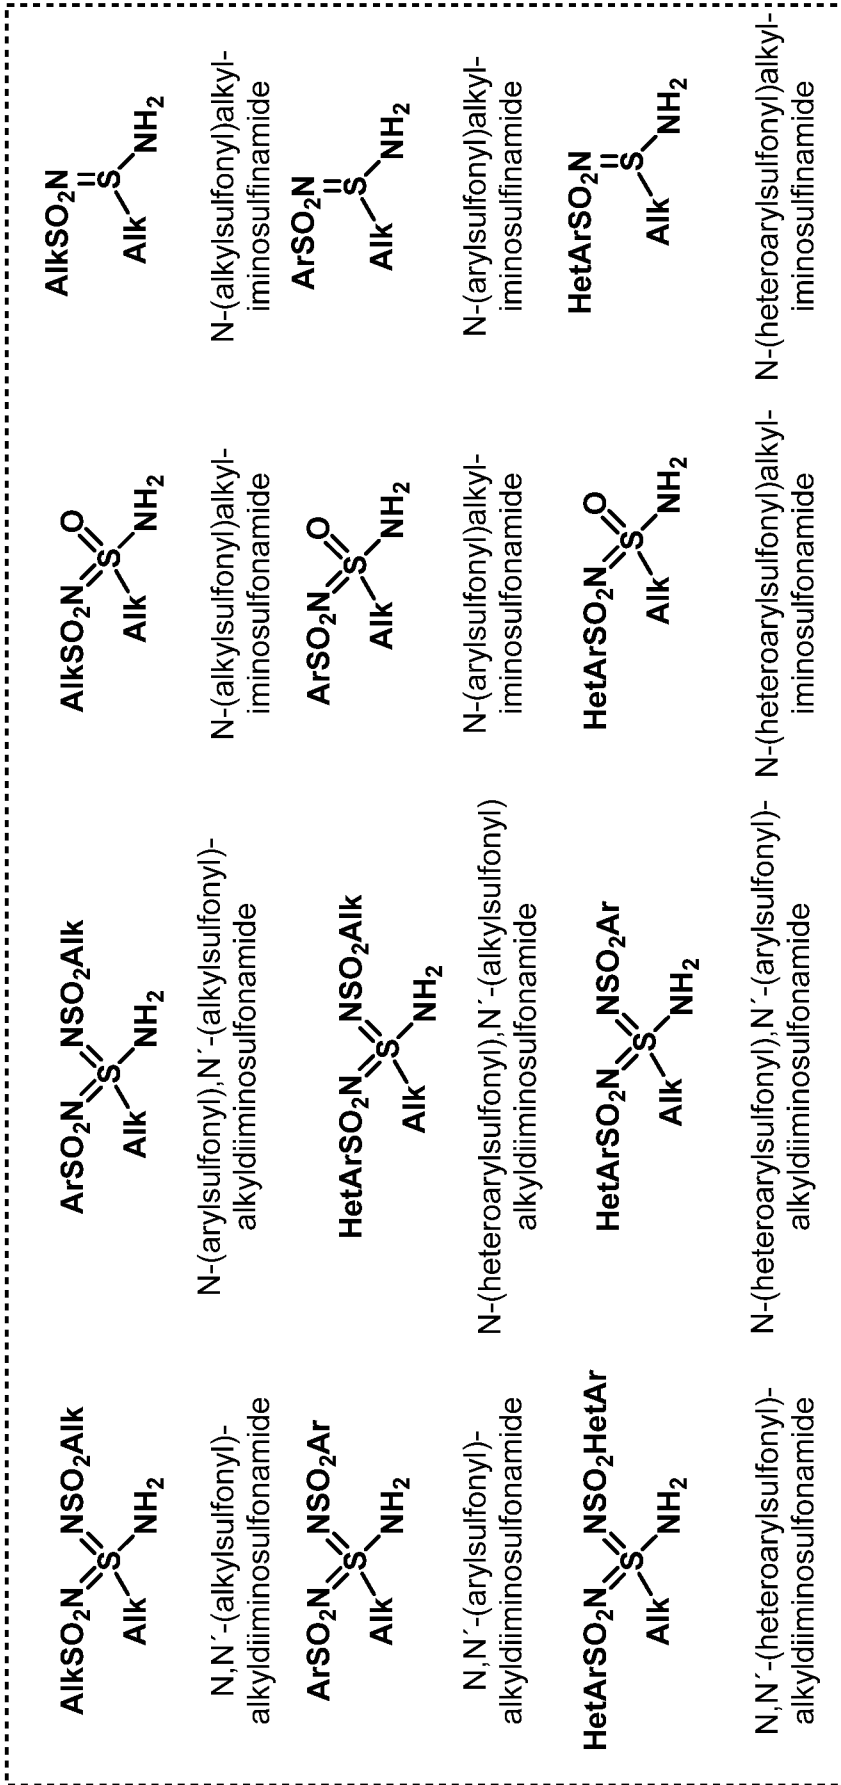 AlkSO₂N NSO₂Alk
S
Alk NH₂
N,N´-(alkylsulfonyl)-
alkyldiiminosulfonamide
ArSO₂N NSO₂Alk
S
Alk NH₂
N-(arylsulfonyl),N´-(alkylsulfonyl)-
alkyldiiminosulfonamide
AlkSO₂N O
S
Alk NH₂
N-(alkylsulfonyl)alkyl-
iminosulfonamide
AlkSO₂N
S
Alk NH₂
N-(alkylsulfonyl)alkyl-
iminosulfinamide
ArSO₂N NSO₂Ar
S
Alk NH₂
N,N´-(arylsulfonyl)-
alkyldiiminosulfonamide
HetArSO₂N NSO₂Alk
S
Alk NH₂
N-(heteroarylsulfonyl),N´-(alkylsulfonyl)
alkyldiiminosulfonamide
ArSO₂N O
S
Alk NH₂
N-(arylsulfonyl)alkyl-
iminosulfonamide
ArSO₂N
S
Alk NH₂
N-(arylsulfonyl)alkyl-
iminosulfinamide
HetArSO₂N NSO₂HetAr
S
Alk NH₂
N,N´-(heteroarylsulfonyl)-
alkyldiiminosulfonamide
HetArSO₂N NSO₂Ar
S
Alk NH₂
N-(heteroarylsulfonyl),N´-(arylsulfonyl)-
alkyldiiminosulfonamide
HetArSO₂N O
S
Alk NH₂
N-(heteroarylsulfonyl)alkyl-
iminosulfonamide
HetArSO₂N
S
Alk NH₂
N-(heteroarylsulfonyl)alkyl-
iminosulfinamide